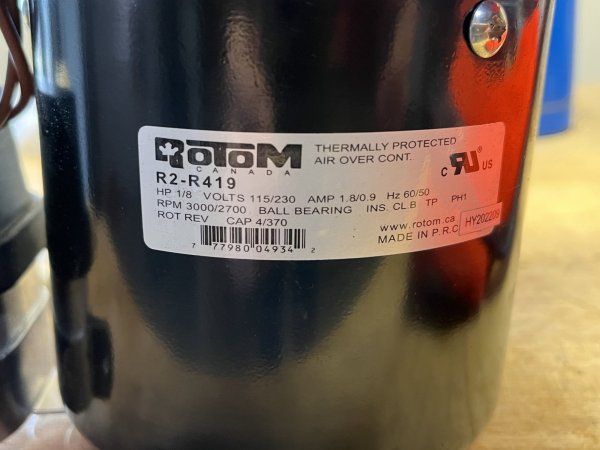 ROTOM
CANADA
THERMALLY PROTECTED
AIR OVER CONT.
R2-R419
C RU US
HP 1/8 VOLTS 115/230 AMP 1.8/0.9 Hz 60/50
RPM 3000/2700 BALL BEARING INS. CL.B TP PH1
ROT REV CAP 4/370
www.rotom.ca
MADE IN P.R.C
HY202209
7 77980 04934 2